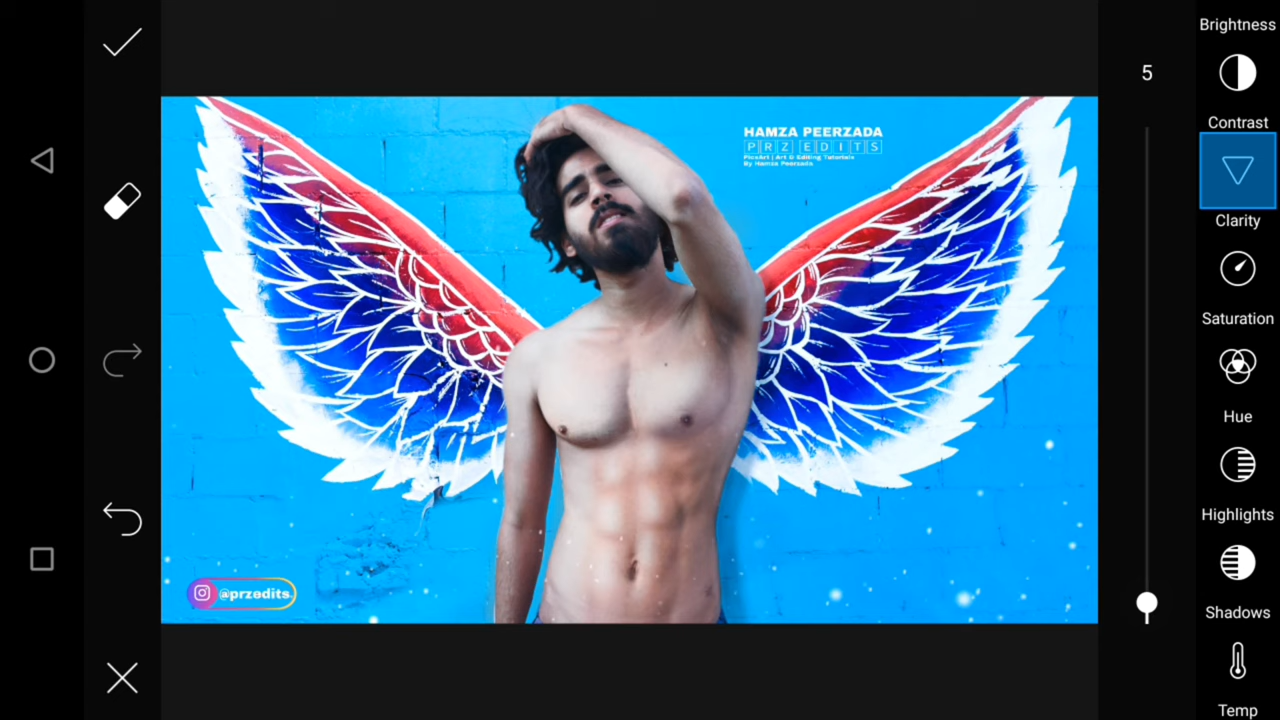 Brightness
5
Contrast
HAMZA PEERZADA
PRZEDITS
PicsArt | Art & Editing Tutorials
By Hamza Peerzada
Clarity
Saturation
Hue
Highlights
@przedits
Shadows
Temp